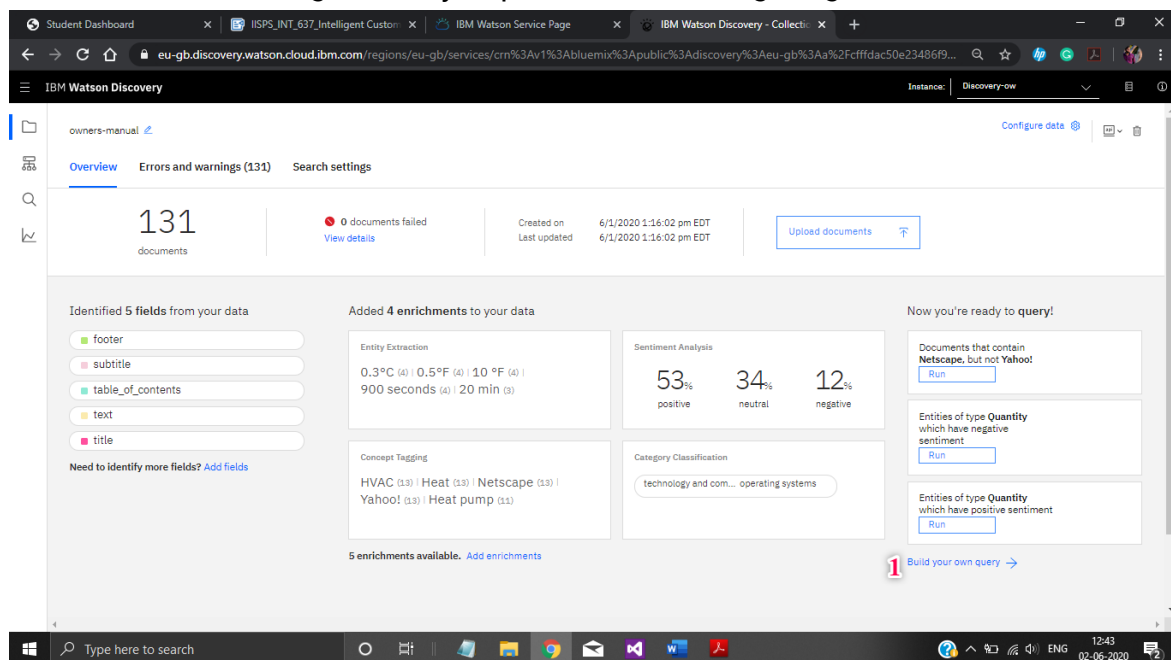 Student Dashboard
IISPS_INT_637_Intelligent Custom
IBM Watson Service Page
IBM Watson Discovery - Collectic
eu-gb.discovery.watson.cloud.ibm.com/regions/eu-gb/services/crn%3Av1%3Abluemix%3Apublic%3Adiscovery%3Aeu-gb%3Aa%2Fcfffdac50e23486f9...
IBM Watson Discovery
Instance: Discovery-ow
owners-manual
Configure data
Overview Errors and warnings (131) Search settings
131
documents
0 documents failed
View details
Created on 6/1/2020 1:16:02 pm EDT
Last updated 6/1/2020 1:16:02 pm EDT
Upload documents
Identified 5 fields from your data
footer
subtitle
table_of_contents
text
title
Need to identify more fields? Add fields
Added 4 enrichments to your data
Entity Extraction
0.3°C (4) | 0.5°F (4) | 10 °F (4) |
900 seconds (4) | 20 min (3)
Sentiment Analysis
53% 34% 12%
positive neutral negative
Concept Tagging
HVAC (13) | Heat (13) | Netscape (13) |
Yahoo! (13) | Heat pump (11)
Category Classification
technology and com... operating systems
5 enrichments available. Add enrichments
Now you're ready to query!
Documents that contain
Netscape, but not Yahoo!
Run
Entities of type Quantity
which have negative
sentiment
Run
Entities of type Quantity
which have positive sentiment
Run
1 Build your own query →
Type here to search
ENG
12:43
02-06-2020